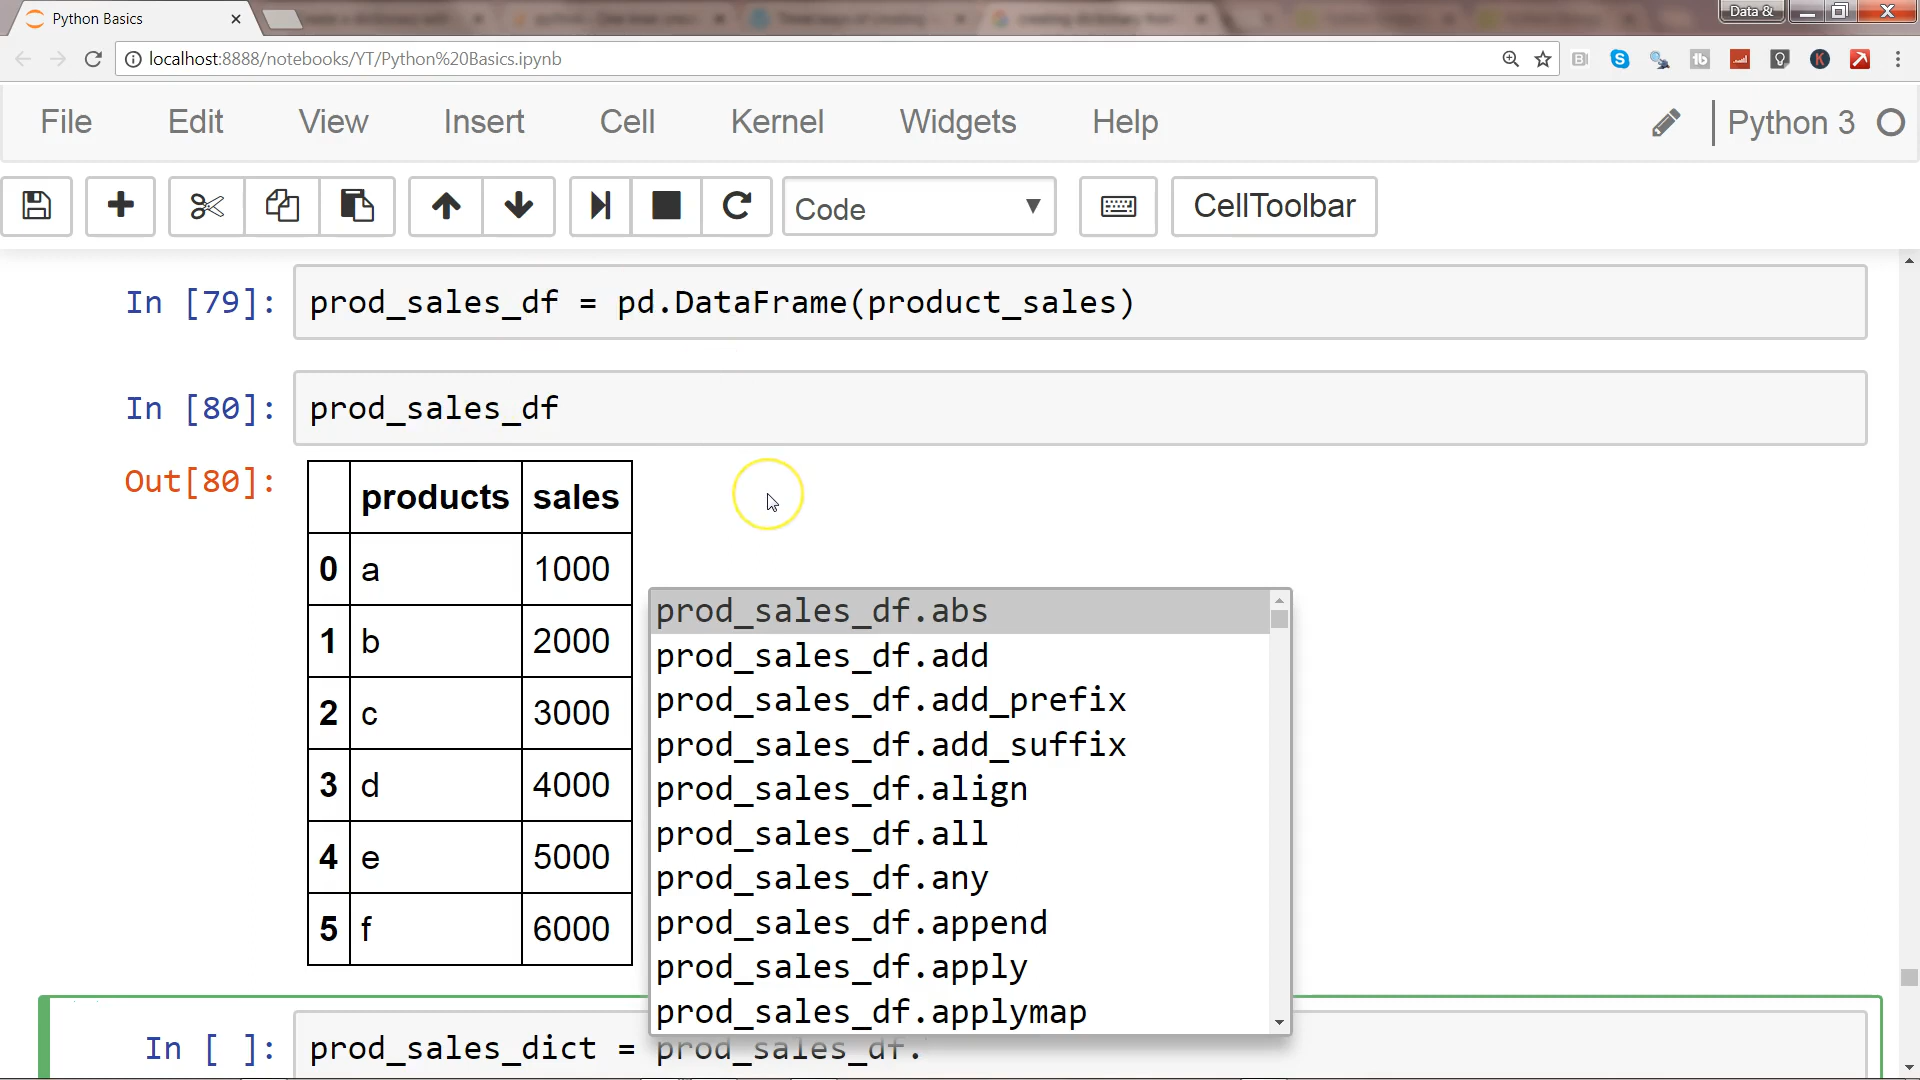 Python Basics
Data &
localhost:8888/notebooks/YT/Python%20Basics.ipynb
File Edit View Insert Cell Kernel Widgets Help Python 3
Code CellToolbar
In [79]: prod_sales_df = pd.DataFrame(product_sales)
In [80]: prod_sales_df
Out[80]:
products sales
0 a 1000
1 b 2000
2 c 3000
3 d 4000
4 e 5000
5 f 6000
prod_sales_df.abs
prod_sales_df.add
prod_sales_df.add_prefix
prod_sales_df.add_suffix
prod_sales_df.align
prod_sales_df.all
prod_sales_df.any
prod_sales_df.append
prod_sales_df.apply
prod_sales_df.applymap
In [ ]: prod_sales_dict = prod_sales_df.